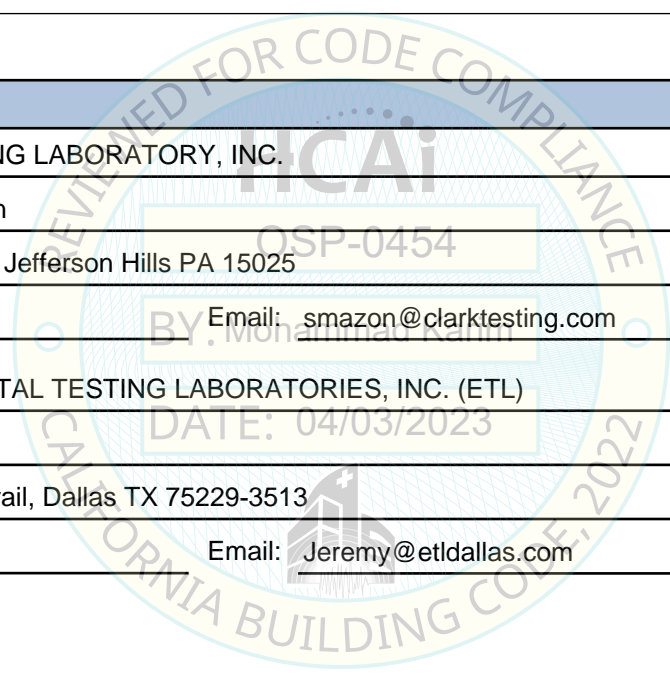 REVIEWED FOR CODE COMPLIANCE
HCAi
NG LABORATORY, INC.
n
OSP-0454
Jefferson Hills PA 15025
Email: smazon@clarktesting.com
BY: Mohammad Karim
TAL TESTING LABORATORIES, INC. (ETL)
DATE: 04/03/2023
rail, Dallas TX 75229-3513
Email: Jeremy@etldallas.com
CALIFORNIA BUILDING CODE, 2022